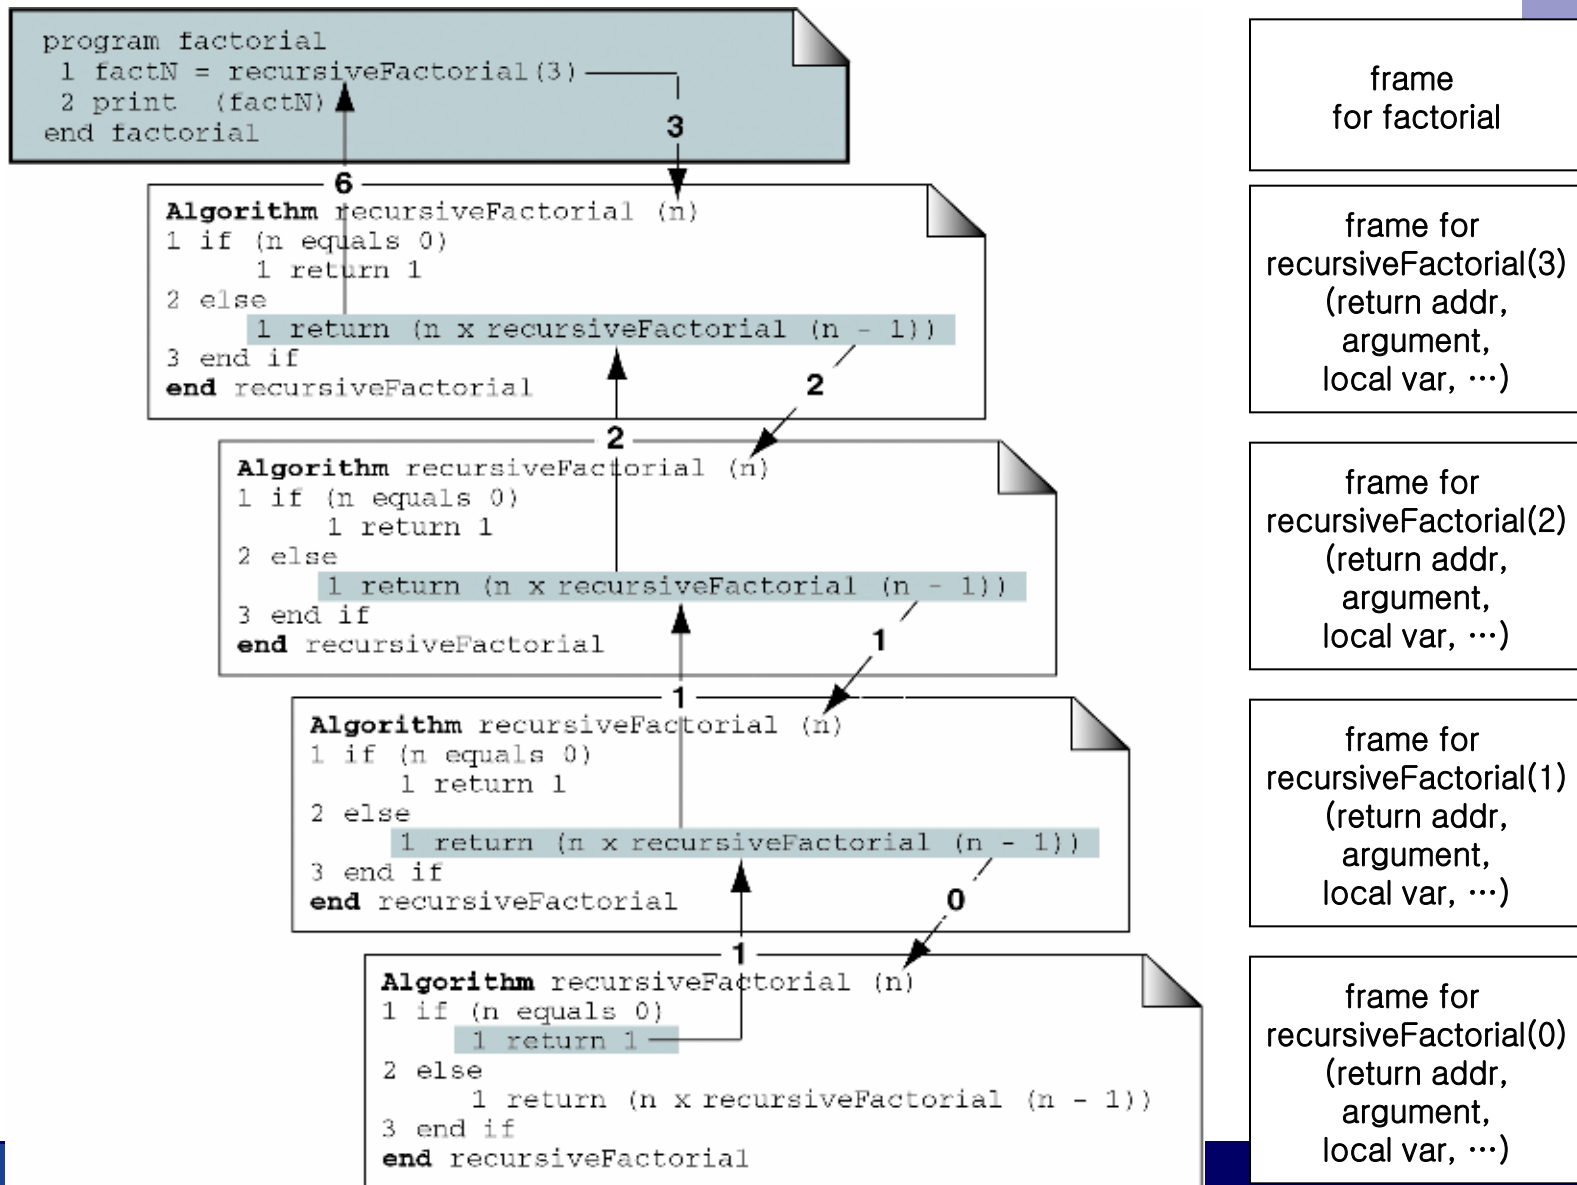 program factorial
1 factN = recursiveFactorial(3)
2 print (factN)
end factorial
3
6
Algorithm recursiveFactorial (n)
1 if (n equals 0)
1 return 1
2 else
1 return (n x recursiveFactorial (n - 1))
3 end if
end recursiveFactorial
2
2
Algorithm recursiveFactorial (n)
1 if (n equals 0)
1 return 1
2 else
1 return (n x recursiveFactorial (n - 1))
3 end if
end recursiveFactorial
1
1
Algorithm recursiveFactorial (n)
1 if (n equals 0)
1 return 1
2 else
1 return (n x recursiveFactorial (n - 1))
3 end if
end recursiveFactorial
0
1
Algorithm recursiveFactorial (n)
1 if (n equals 0)
1 return 1
2 else
1 return (n x recursiveFactorial (n - 1))
3 end if
end recursiveFactorial
frame
for factorial
frame for
recursiveFactorial(3)
(return addr,
argument,
local var, …)
frame for
recursiveFactorial(2)
(return addr,
argument,
local var, …)
frame for
recursiveFactorial(1)
(return addr,
argument,
local var, …)
frame for
recursiveFactorial(0)
(return addr,
argument,
local var, …)